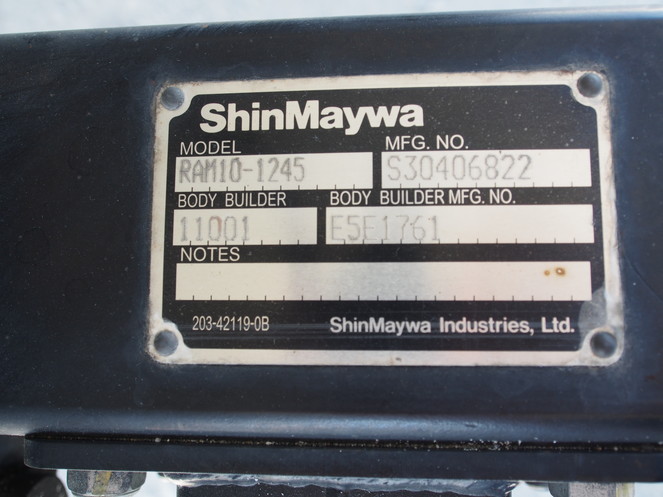 ShinMaywa
MODEL MFG. NO.
RAM10-1245 S30406822
BODY BUILDER BODY BUILDER MFG. NO.
11001 E5E1761
NOTES
203-42119-0B ShinMaywa Industries, Ltd.